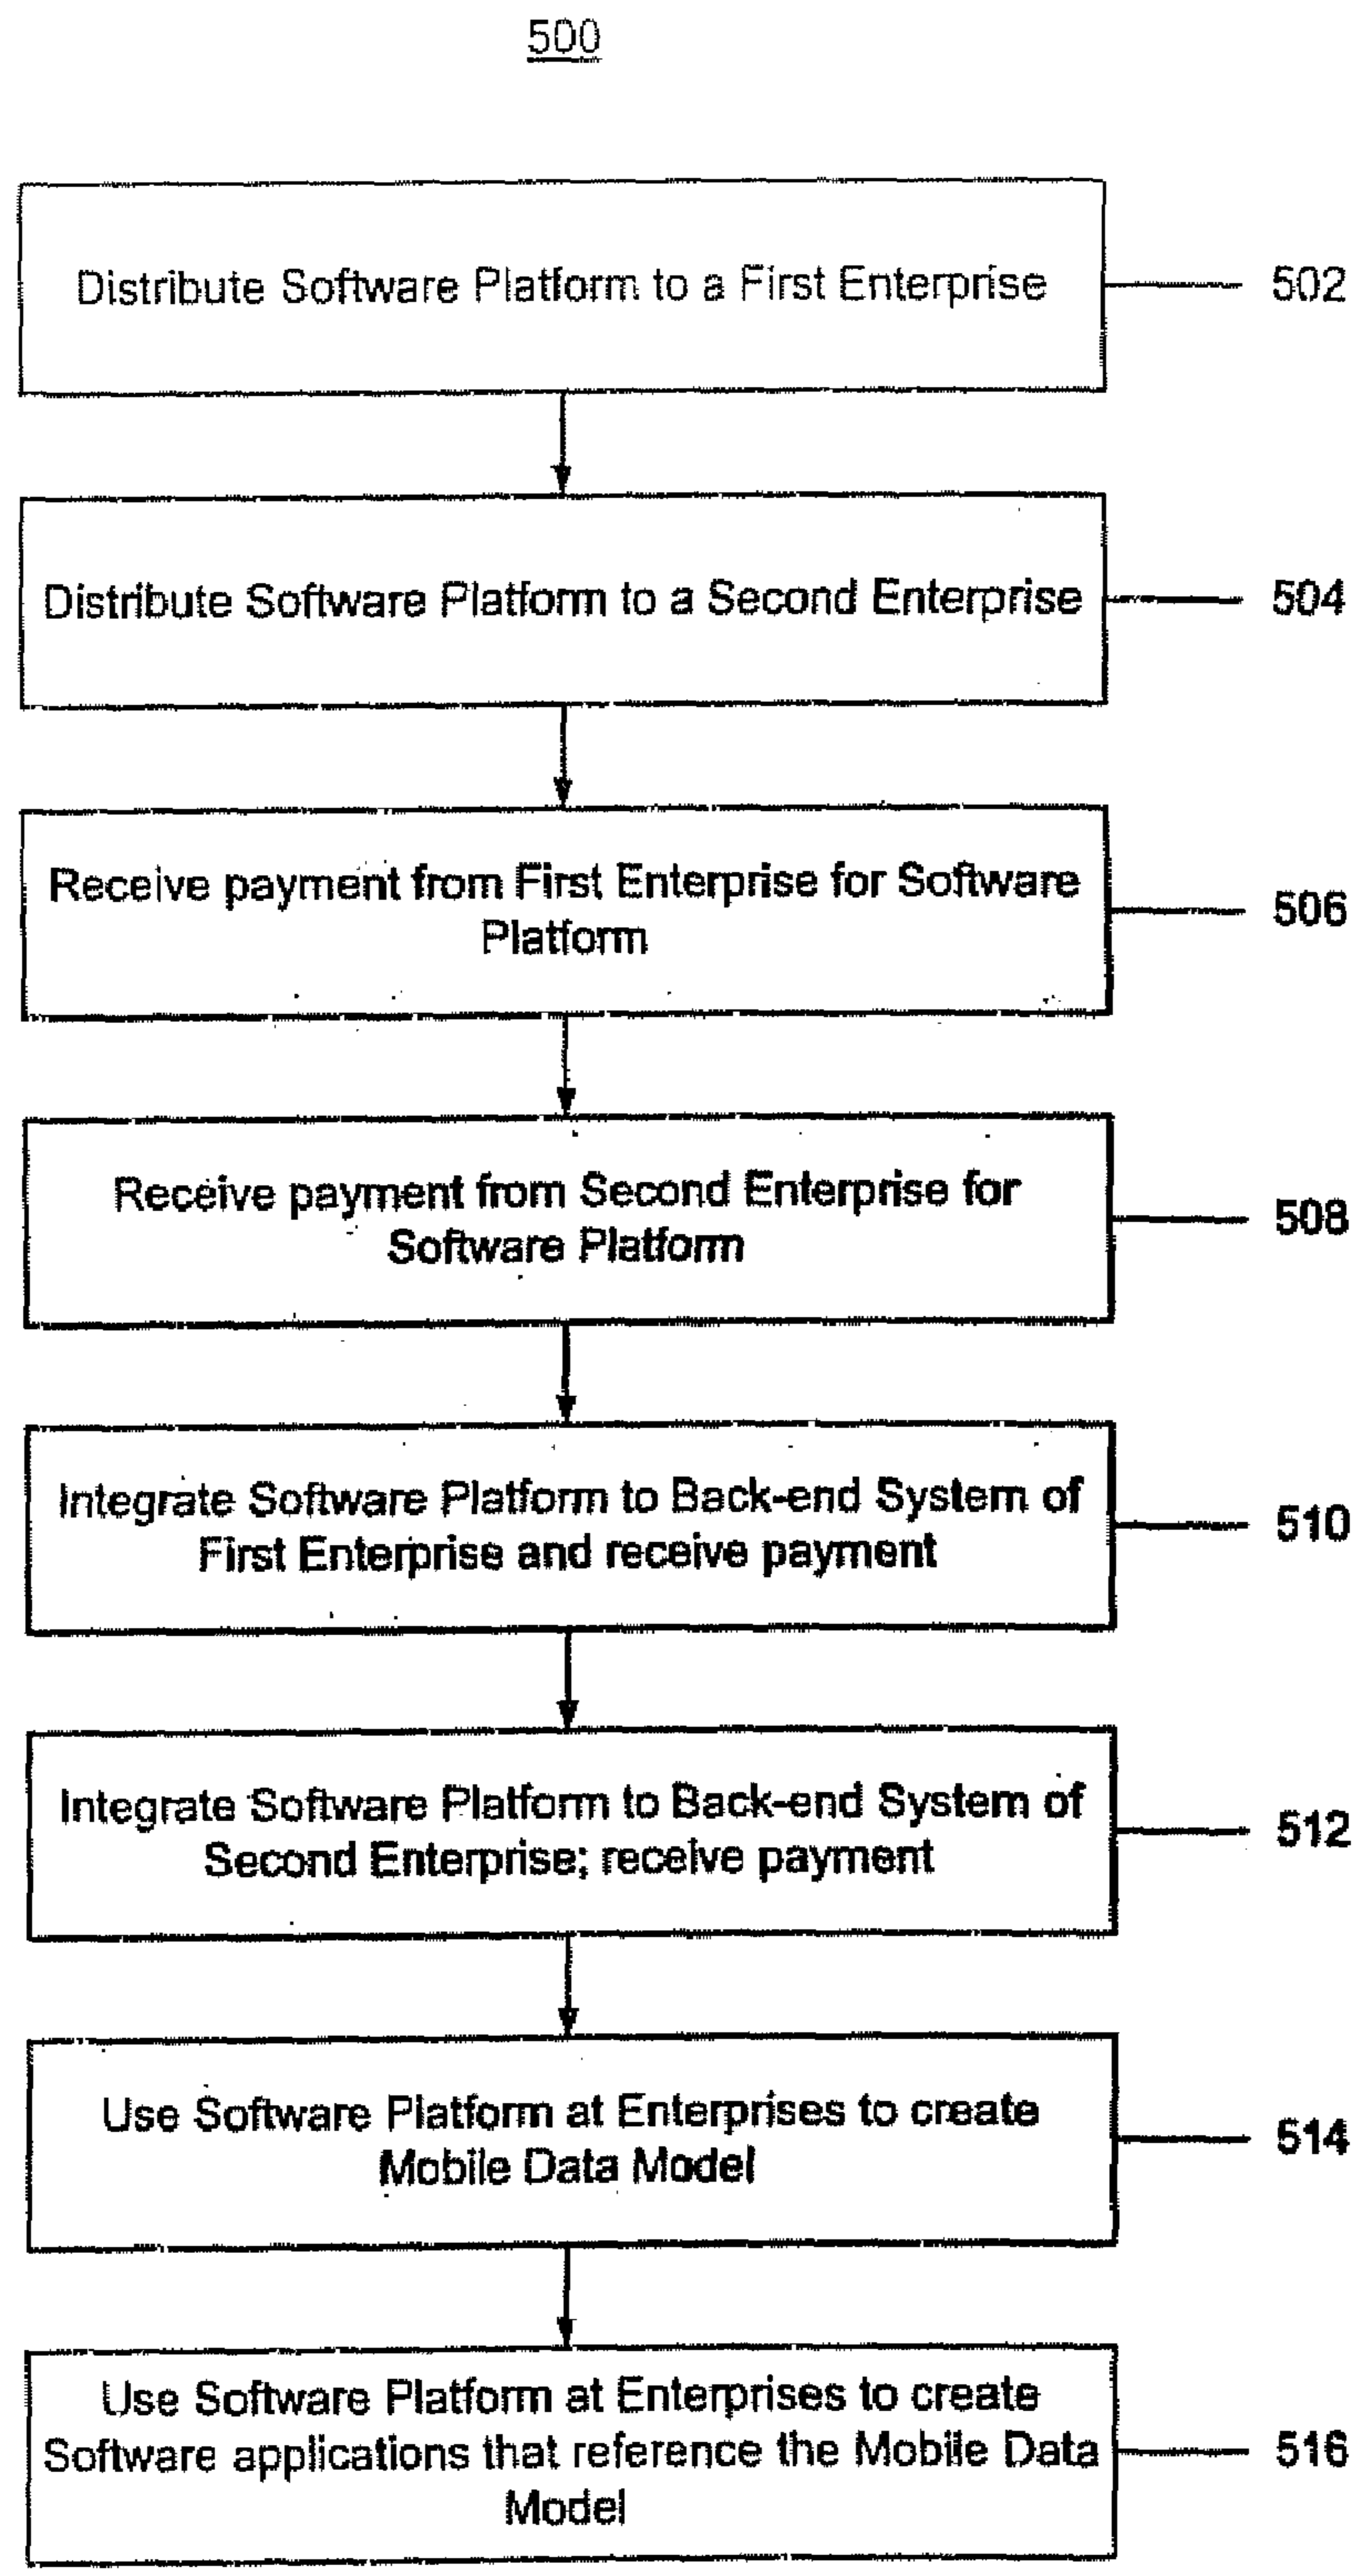 500
Distribute Software Platform to a First Enterprise
502
Distribute Software Platform to a Second Enterprise
504
Receive payment from First Enterprise for Software
Platform
506
Receive payment from Second Enterprise for
Software Platform
508
Integrate Software Platform to Back-end System of
First Enterprise and receive payment
510
Integrate Software Platform to Back-end System of
Second Enterprise; receive payment
512
Use Software Platform at Enterprises to create
Mobile Data Model
514
Use Software Platform at Enterprises to create
Software applications that reference the Mobile Data
Model
516